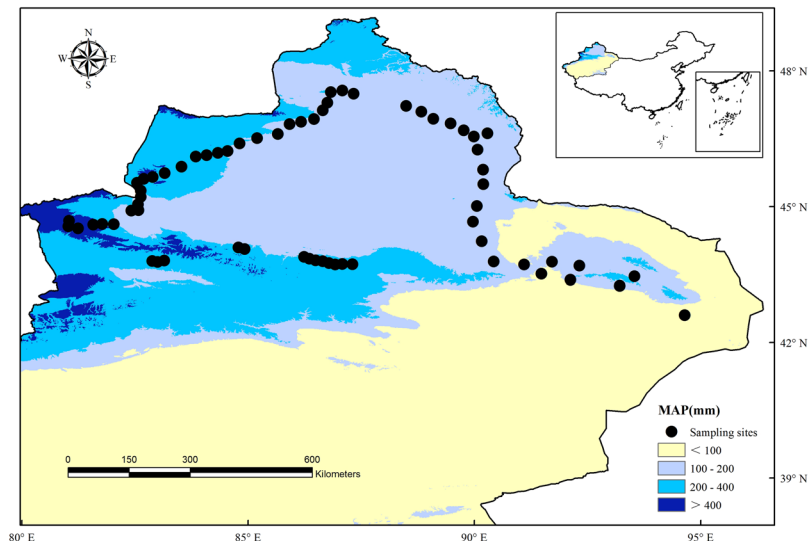 N
W E
S
48° N
45° N
42° N
39° N
MAP(mm)
Sampling sites
< 100
100 - 200
200 - 400
> 400
0 150 300 600
Kilometers
80° E 85° E 90° E 95° E